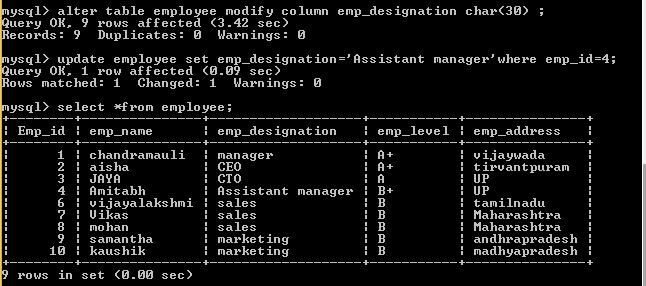 mysql> alter table employee modify column emp_designation char(30) ;
Query OK, 9 rows affected (3.42 sec)
Records: 9  Duplicates: 0  Warnings: 0

mysql> update employee set emp_designation='Assistant manager'where emp_id=4;
Query OK, 1 row affected (0.09 sec)
Rows matched: 1  Changed: 1  Warnings: 0

mysql> select *from employee;
+--------+---------------+-------------------+-----------+---------------+
| Emp_id | emp_name      | emp_designation   | emp_level | emp_address   |
+--------+---------------+-------------------+-----------+---------------+
|      1 | chandramauli  | manager           | A+        | vijaywada     |
|      2 | aisha         | CEO               | A+        | tirvantpuram  |
|      3 | JAYA          | CTO               | A         | UP            |
|      4 | Amitabh       | Assistant manager | B+        | UP            |
|      6 | vijayalakshmi | sales             | B         | tamilnadu     |
|      7 | Vikas         | sales             | B         | Maharashtra   |
|      8 | mohan         | sales             | B         | Maharashtra   |
|      9 | samantha      | marketing         | B         | andhrapradesh |
|     10 | kaushik       | marketing         | B         | madhyapradesh |
+--------+---------------+-------------------+-----------+---------------+
9 rows in set (0.00 sec)